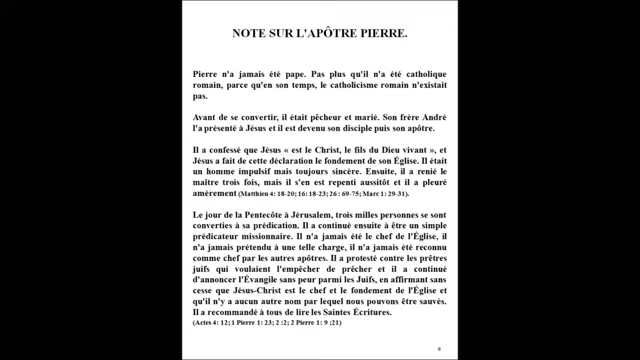 NOTE SUR L'APÔTRE PIERRE.
Pierre n'a jamais été pape. Pas plus qu'il n'a été catholique
romain, parce qu'en son temps, le catholicisme romain n'existait
pas.
Avant de se convertir, il était pêcheur et marié. Son frère André
l'a présenté à Jésus et il est devenu son disciple puis son apôtre.
Il a confessé que Jésus « est le Christ, le fils du Dieu vivant », et
Jésus a fait de cette déclaration le fondement de son Église. Il était
un homme impulsif mais toujours sincère. Ensuite, il a renié le
maître trois fois, mais il s'en est repenti aussitôt et il a pleuré
amèrement (Matthieu 4: 18-20; 16: 18-23; 26 : 69-75; Marc 1: 29-31).
Le jour de la Pentecôte à Jérusalem, trois milles personnes se sont
converties à sa prédication. Il a continué ensuite à être un simple
prédicateur missionnaire. Il n'a jamais été le chef de l'Église, il
n'a jamais prétendu à une telle charge, il n'a jamais été reconnu
comme chef par les autres apôtres. Il a protesté contre les prêtres
juifs qui voulaient l'empêcher de prêcher et il a continué
d'annoncer l'Évangile sans peur parmi les Juifs, en affirmant sans
cesse que Jésus-Christ est le chef et le fondement de l'Église et
qu'il n'y a aucun autre nom par lequel nous pouvons être sauvés.
Il a recommandé à tous de lire les Saintes Écritures.
(Actes 4: 12; 1 Pierre 1: 23; 2 :2; 2 Pierre 1: 9 ;21)
6